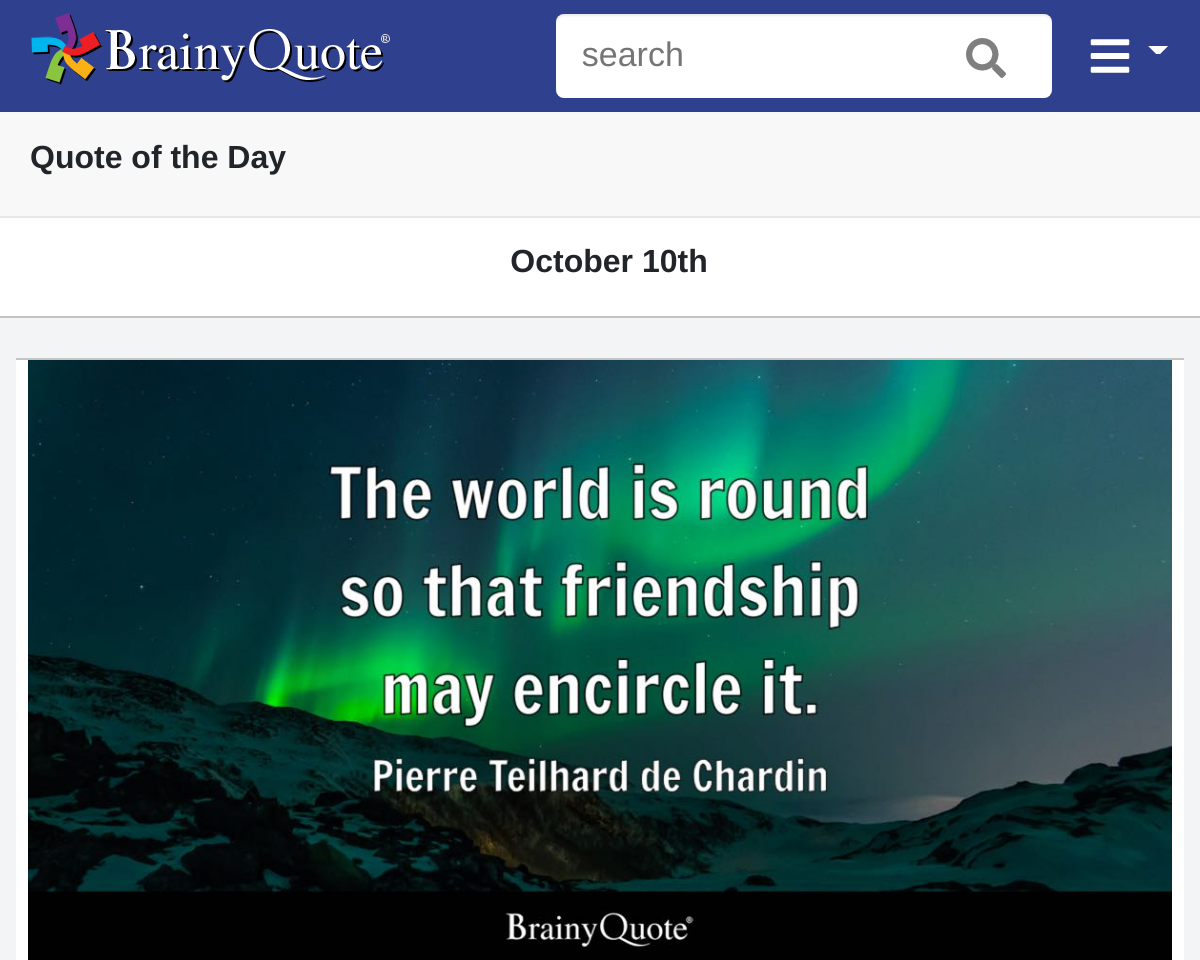 BrainyQuote®
search
Quote of the Day
October 10th
The world is round
so that friendship
may encircle it.
Pierre Teilhard de Chardin
BrainyQuote®